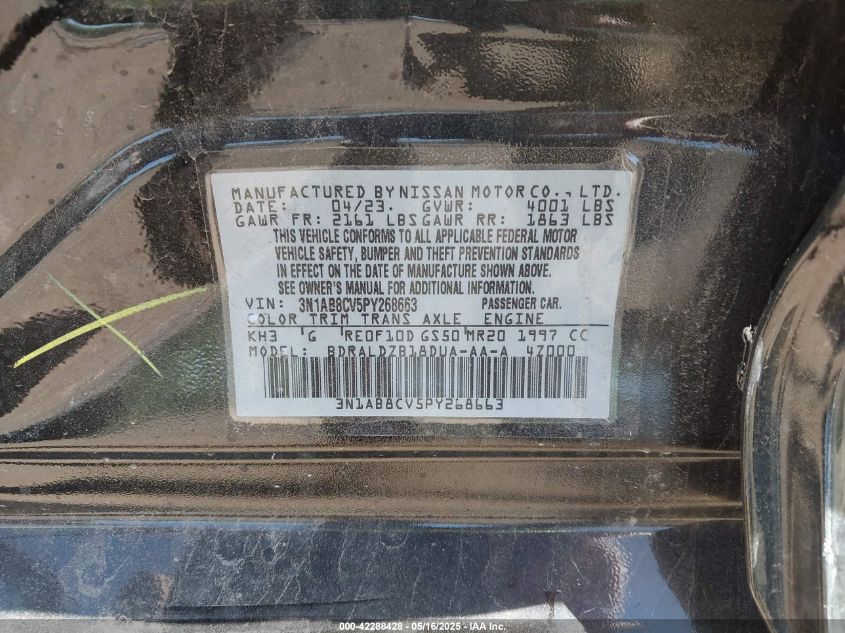 MANUFACTURED BY NISSAN MOTOR CO., LTD.
DATE: 04/23. GVWR: 4001 LBS
GAWR FR: 2161 LBS GAWR RR: 1863 LBS
THIS VEHICLE CONFORMS TO ALL APPLICABLE FEDERAL MOTOR
VEHICLE SAFETY, BUMPER AND THEFT PREVENTION STANDARDS
IN EFFECT ON THE DATE OF MANUFACTURE SHOWN ABOVE.
SEE OWNER'S MANUAL FOR ADDITIONAL INFORMATION.
VIN: 3N1AB8CV5PY268663 PASSENGER CAR.
COLOR TRIM TRANS AXLE ENGINE
KH3 G RE0F10D GS50 MR20 1997 CC
MODEL: BDRALDZB18DUA-AA-A 4Z000
3N1AB8CV5PY268663
000-42288428 - 05/16/2025 - IAA Inc.